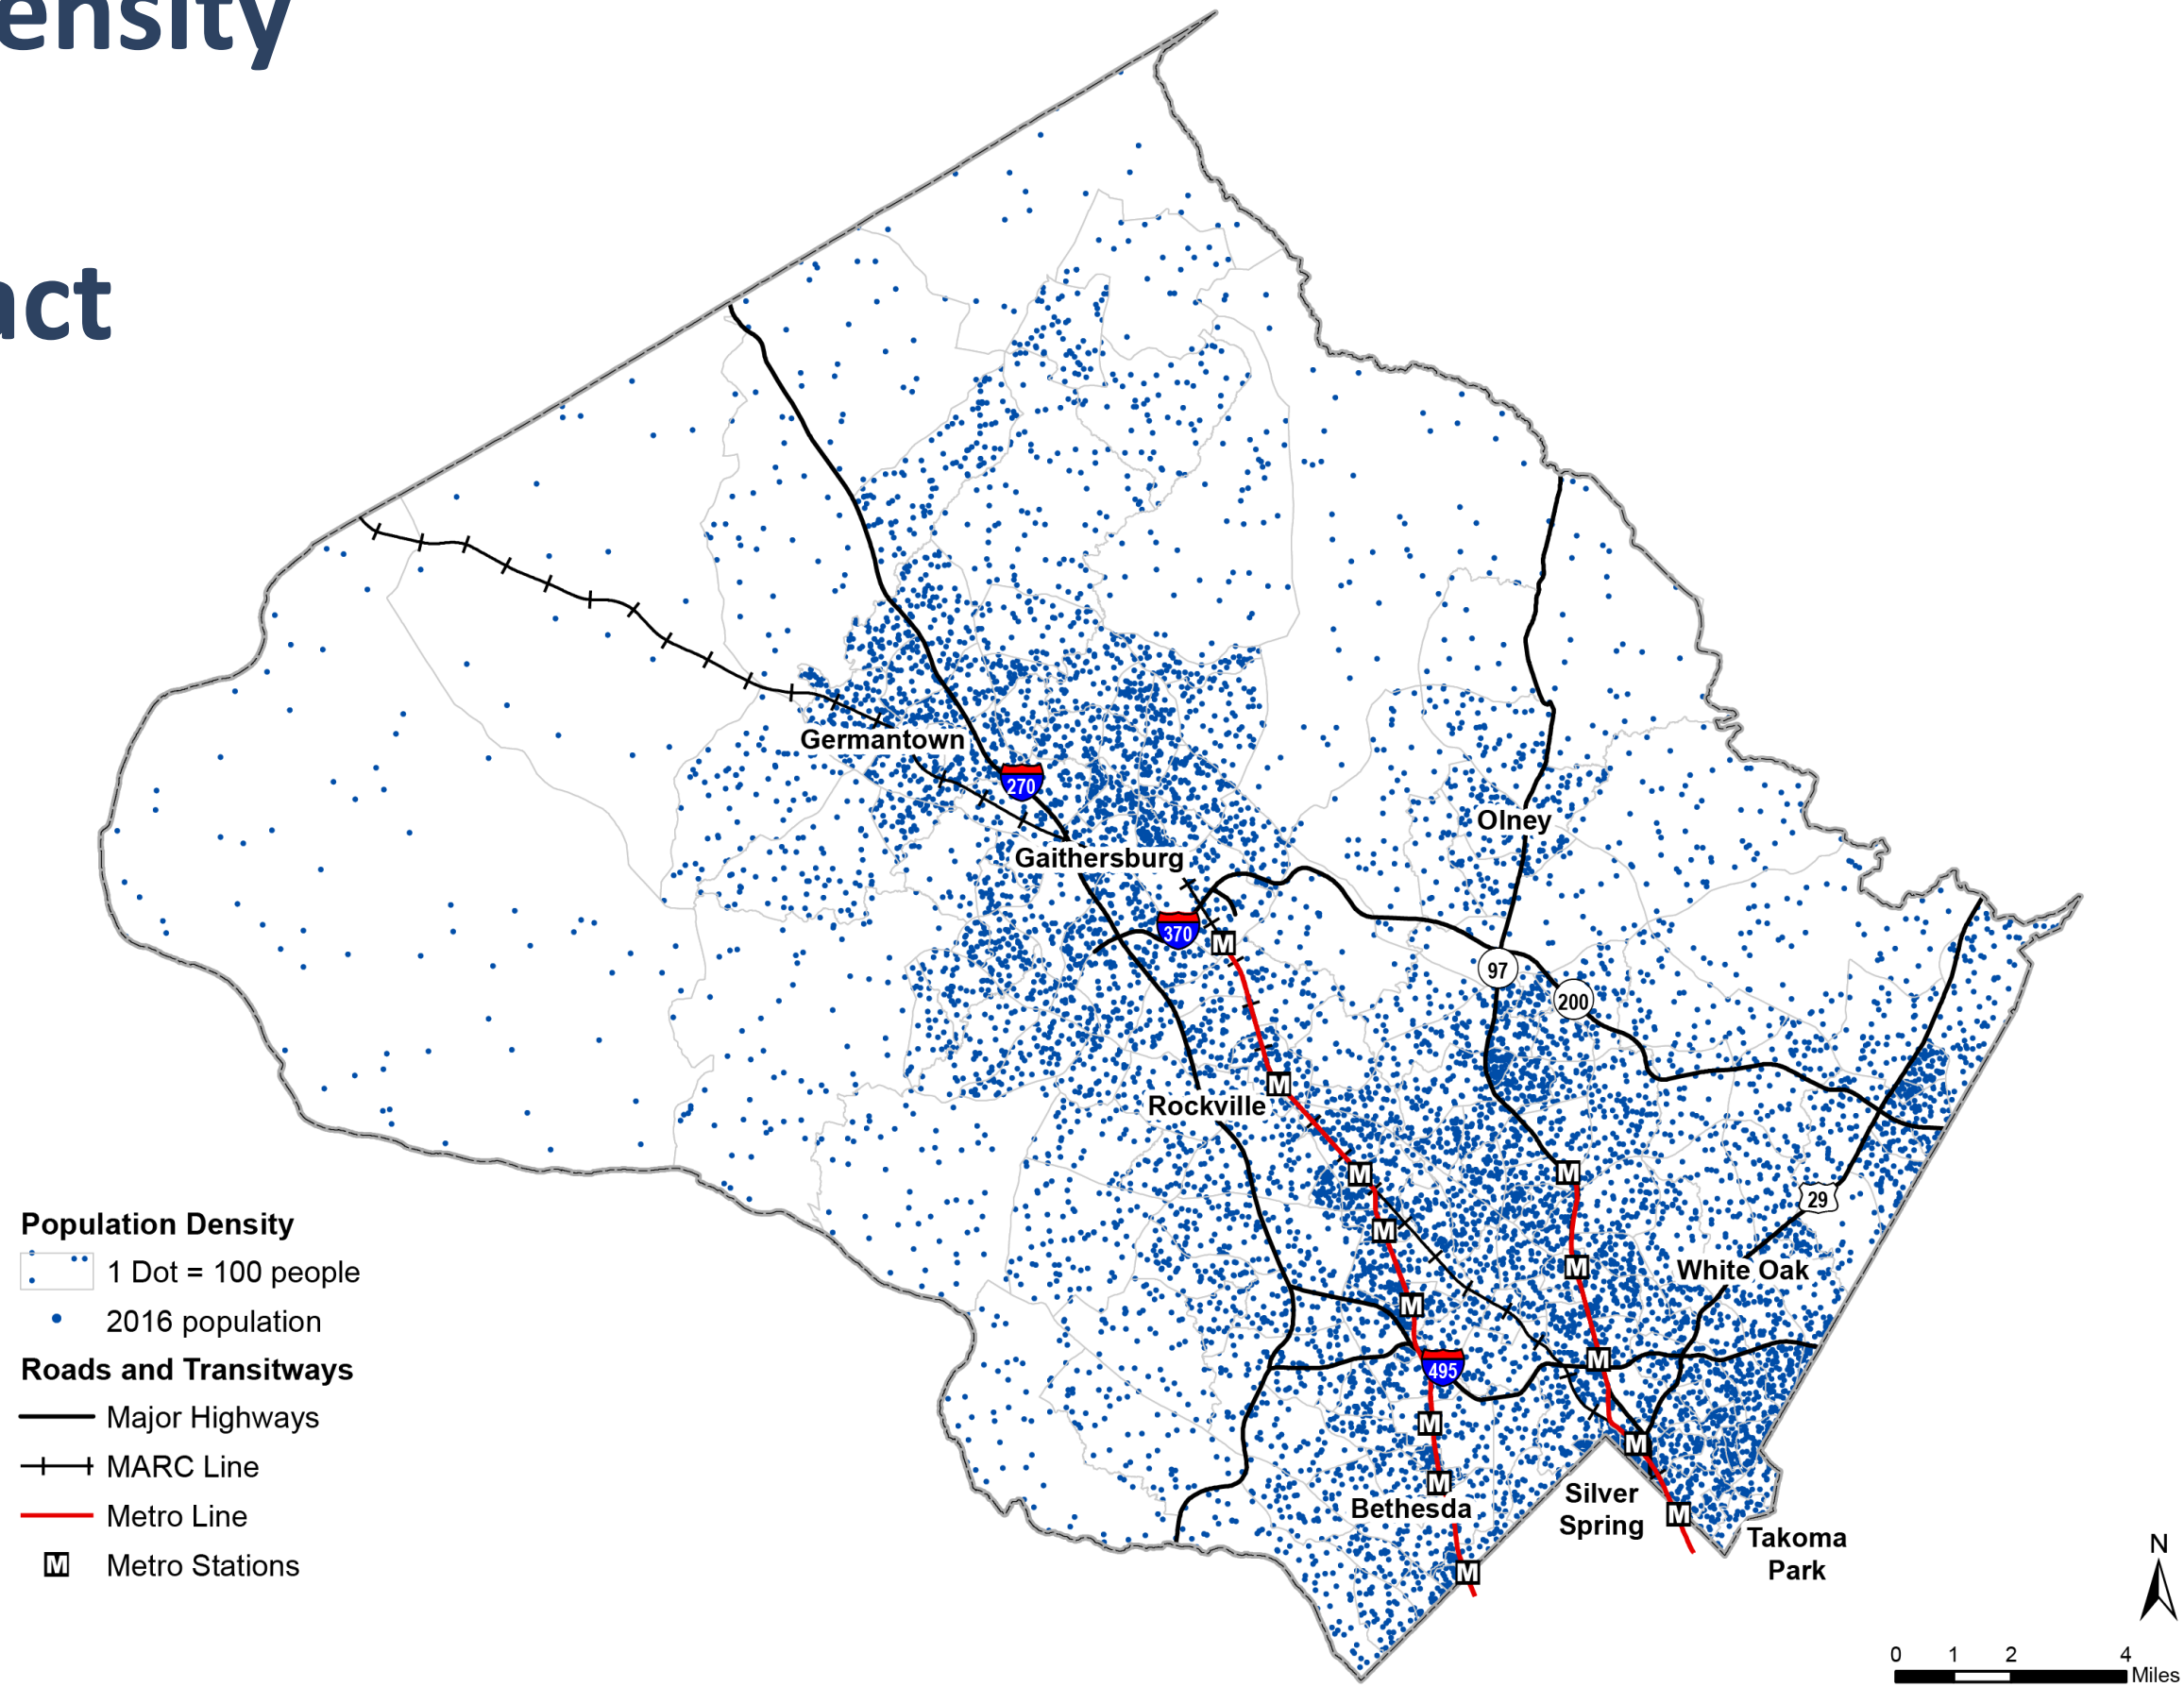 ensity
act
Germantown
270
Gaithersburg
Olney
370
M
97
200
M
Rockville
M
M
29
M
M
White Oak
M
M
495
M
M
M
Bethesda
Silver
Spring
M
Takoma
Park
M
Population Density
1 Dot = 100 people
2016 population
Roads and Transitways
Major Highways
MARC Line
Metro Line
M Metro Stations
N
0 1 2 4
Miles